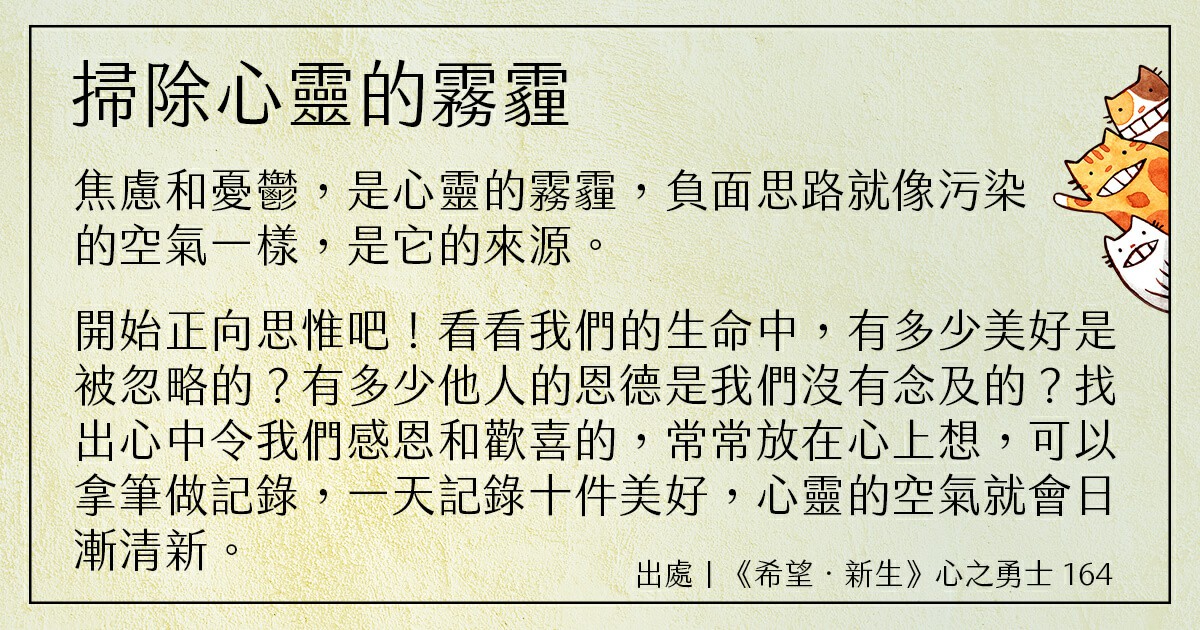 掃除心靈的霧霾
焦慮和憂鬱，是心靈的霧霾，負面思路就像污染
的空氣一樣，是它的來源。
開始正向思惟吧！看看我們的生命中，有多少美好是
被忽略的？有多少他人的恩德是我們沒有念及的？找
出心中令我們感恩和歡喜的，常常放在心上想，可以
拿筆做記錄，一天記錄十件美好，心靈的空氣就會日
漸清新。
出處｜《希望．新生》心之勇士 164